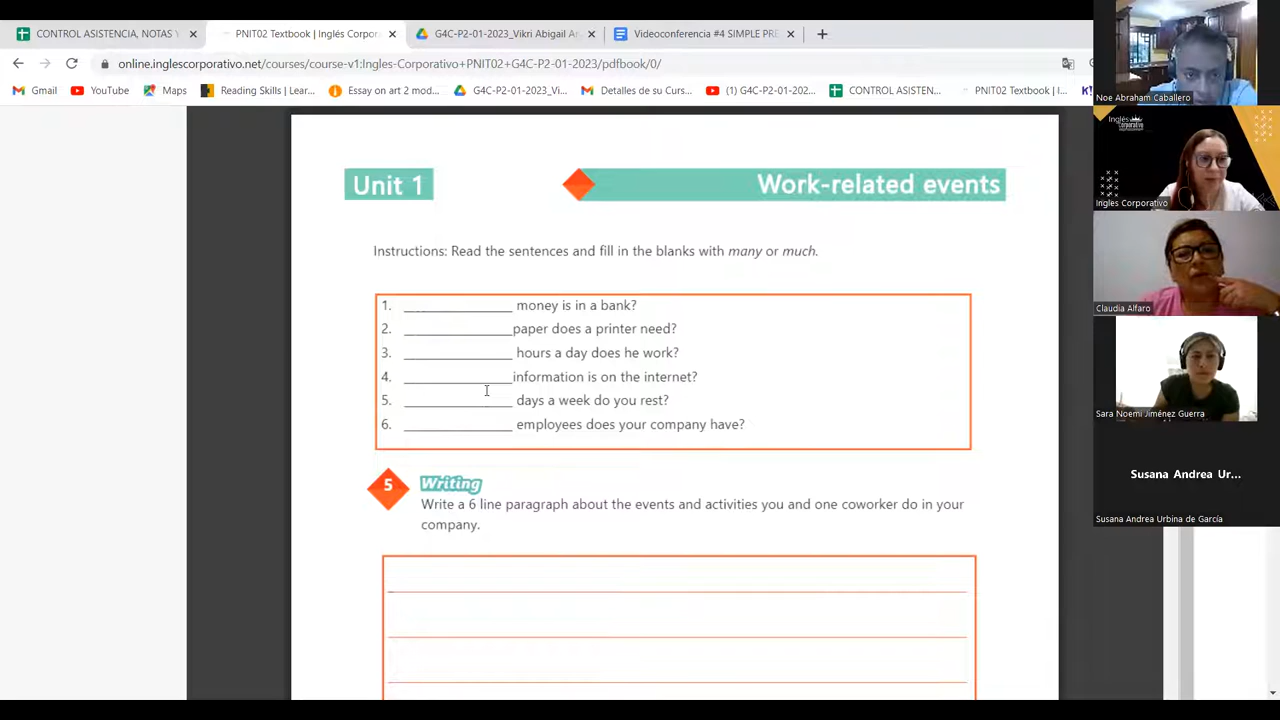 CONTROL ASISTENCIA, NOTAS Y
PNIT02 Textbook | Inglés Corpor
G4C-P2-01-2023_Vikri Abigail Ar
Videoconferencia #4 SIMPLE PRE
online.inglescorporativo.net/courses/course-v1:Ingles-Corporativo+PNIT02+G4C-P2-01-2023/pdfbook/0/
Gmail
YouTube
Maps
Reading Skills | Lear...
Essay on art 2 mod...
G4C-P2-01-2023_Vi...
Detalles de su Curs...
(1) G4C-P2-01-202...
CONTROL ASISTEN...
PNIT02 Textbook | I...
Unit 1
Work-related events
Instructions: Read the sentences and fill in the blanks with many or much.
1. ______________ money is in a bank?
2. ______________paper does a printer need?
3. ______________ hours a day does he work?
4. ______________information is on the internet?
5. ______________ days a week do you rest?
6. ______________ employees does your company have?
5
Writing
Write a 6 line paragraph about the events and activities you and one coworker do in your
company.
Noe Abraham Caballero
Inglés
Corporativo
Ingles Corporativo
Claudia Alfaro
Sara Noemi Jiménez Guerra
Susana Andrea Ur...
Susana Andrea Urbina de García